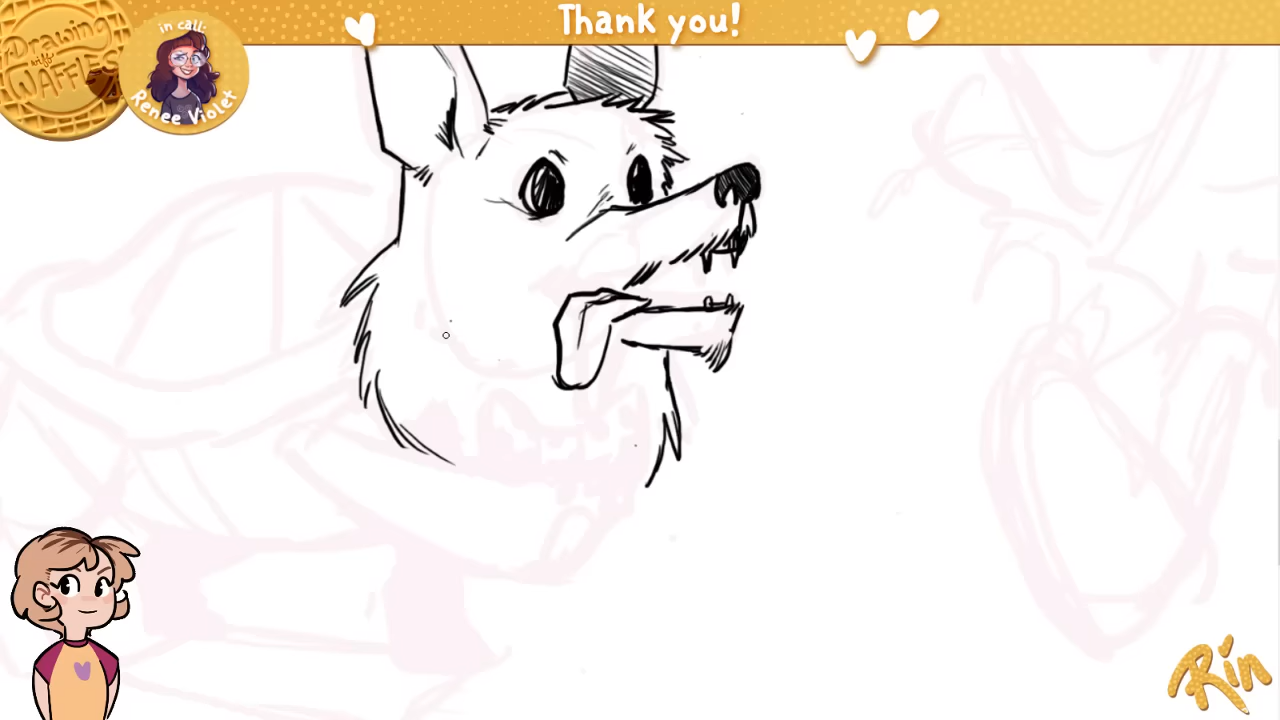 Thank you!
Drawing
with
WAFFLES
in call:
Renee Violet
Rin